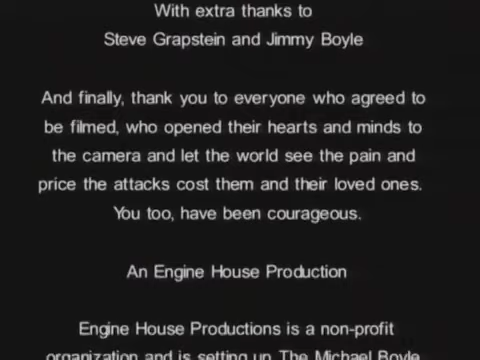 With extra thanks to
Steve Grapstein and Jimmy Boyle
And finally, thank you to everyone who agreed to
be filmed, who opened their hearts and minds to
the camera and let the world see the pain and
price the attacks cost them and their loved ones.
You too, have been courageous.
An Engine House Production
Engine House Productions is a non-profit
organization and is setting up The Michael Boyle